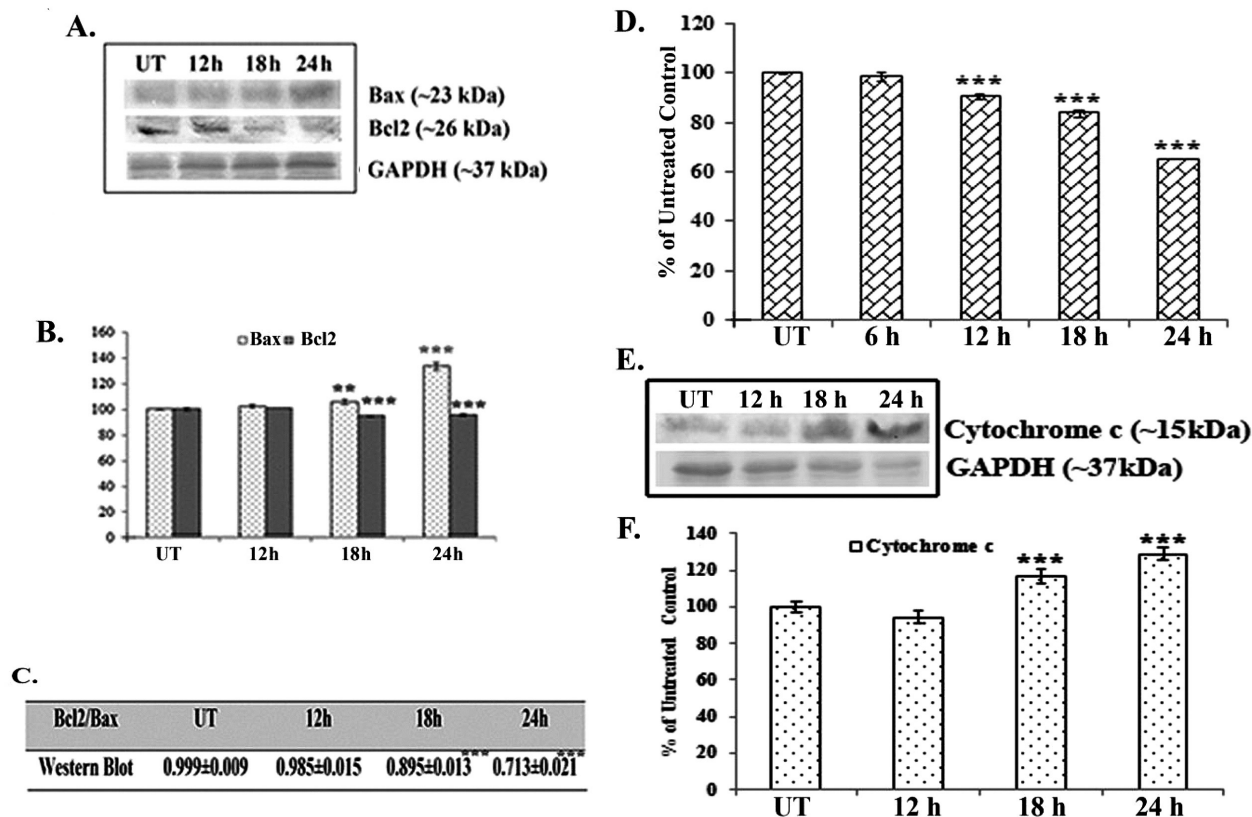 A.
UT 12h 18h 24h
Bax (~23 kDa)
Bcl2 (~26 kDa)
GAPDH (~37 kDa)
B.
160
140
120
100
80
60
40
20
0
Bax Bcl2
** *** *** ***
UT 12h 18h 24h
C.
Bcl2/Bax UT 12h 18h 24h
Western Blot 0.999±0.009 0.985±0.015 0.895±0.013*** 0.713±0.021***
D.
% of Untreated Control
120
100
80
60
40
20
0
*** *** ***
UT 6 h 12 h 18 h 24 h
E.
UT 12 h 18 h 24 h
Cytochrome c (~15kDa)
GAPDH (~37kDa)
F.
% of Untreated Control
140
120
100
80
60
40
20
0
Cytochrome c
*** ***
UT 12 h 18 h 24 h